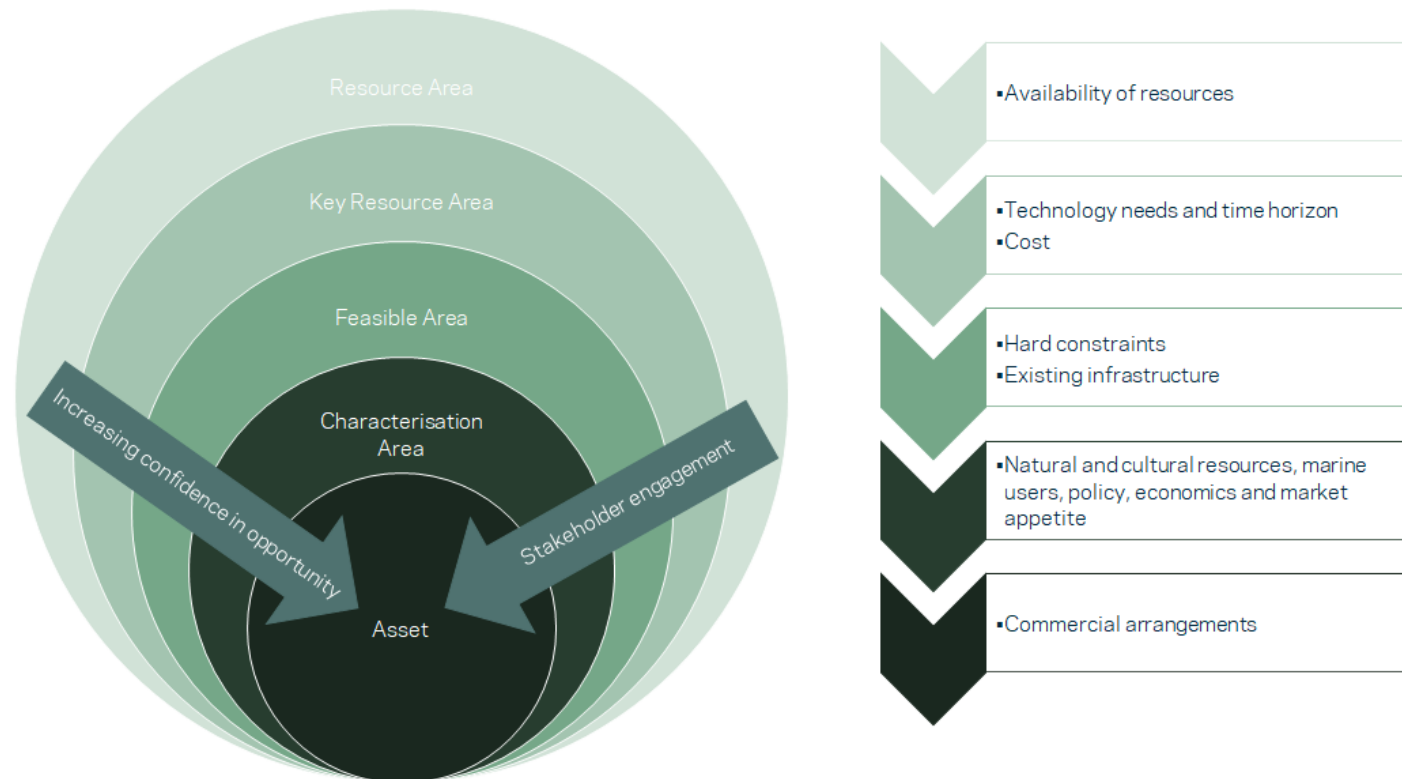 Resource Area
Key Resource Area
Feasible Area
Characterisation
Area
Increasing confidence in opportunity
Stakeholder engagement
Asset
▪Availability of resources
▪Technology needs and time horizon
▪Cost
▪Hard constraints
▪Existing infrastructure
▪Natural and cultural resources, marine
users, policy, economics and market
appetite
▪Commercial arrangements